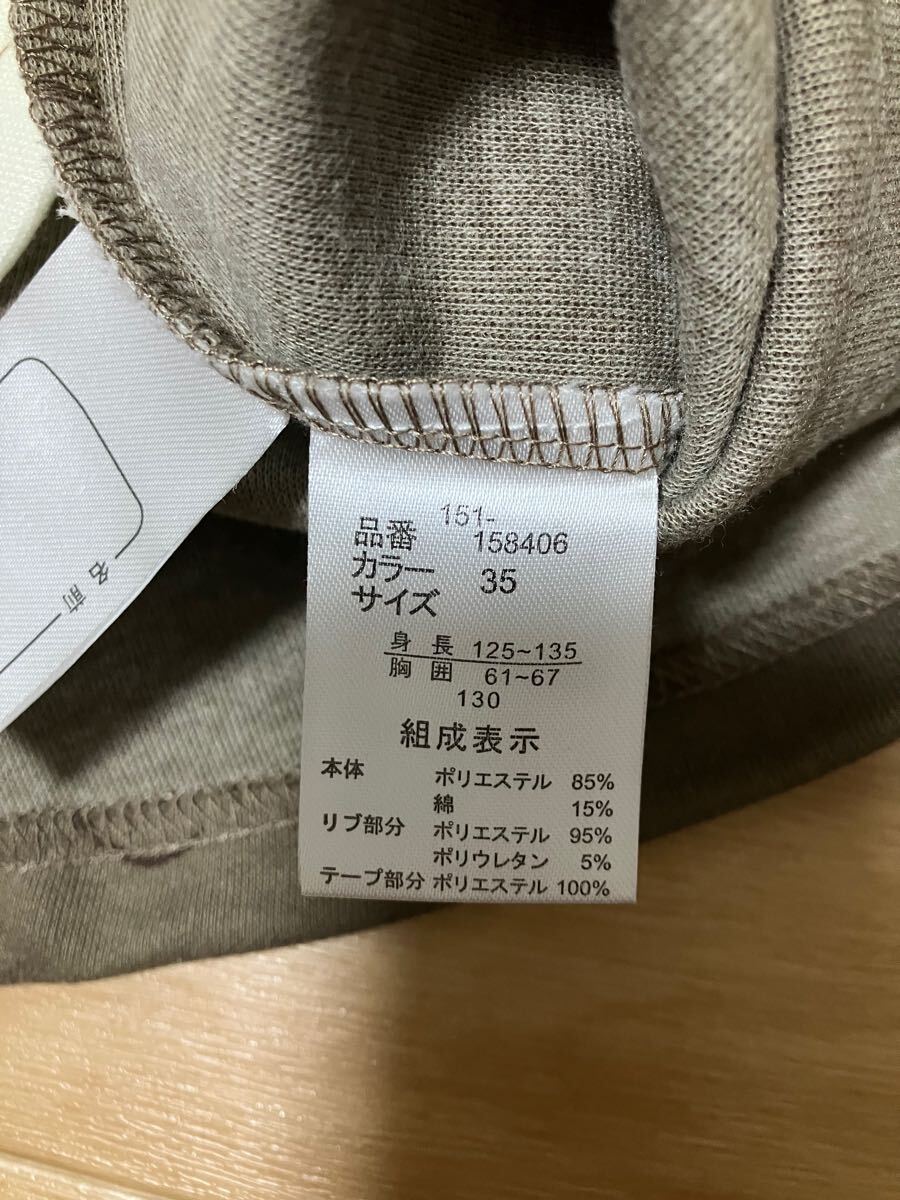 151-
品番 158406
カラー 35
サイズ
身長 125~135
胸囲 61~67
130
組成表示
本体 ポリエステル 85%
綿 15%
リブ部分 ポリエステル 95%
ポリウレタン 5%
テープ部分 ポリエステル 100%
名前